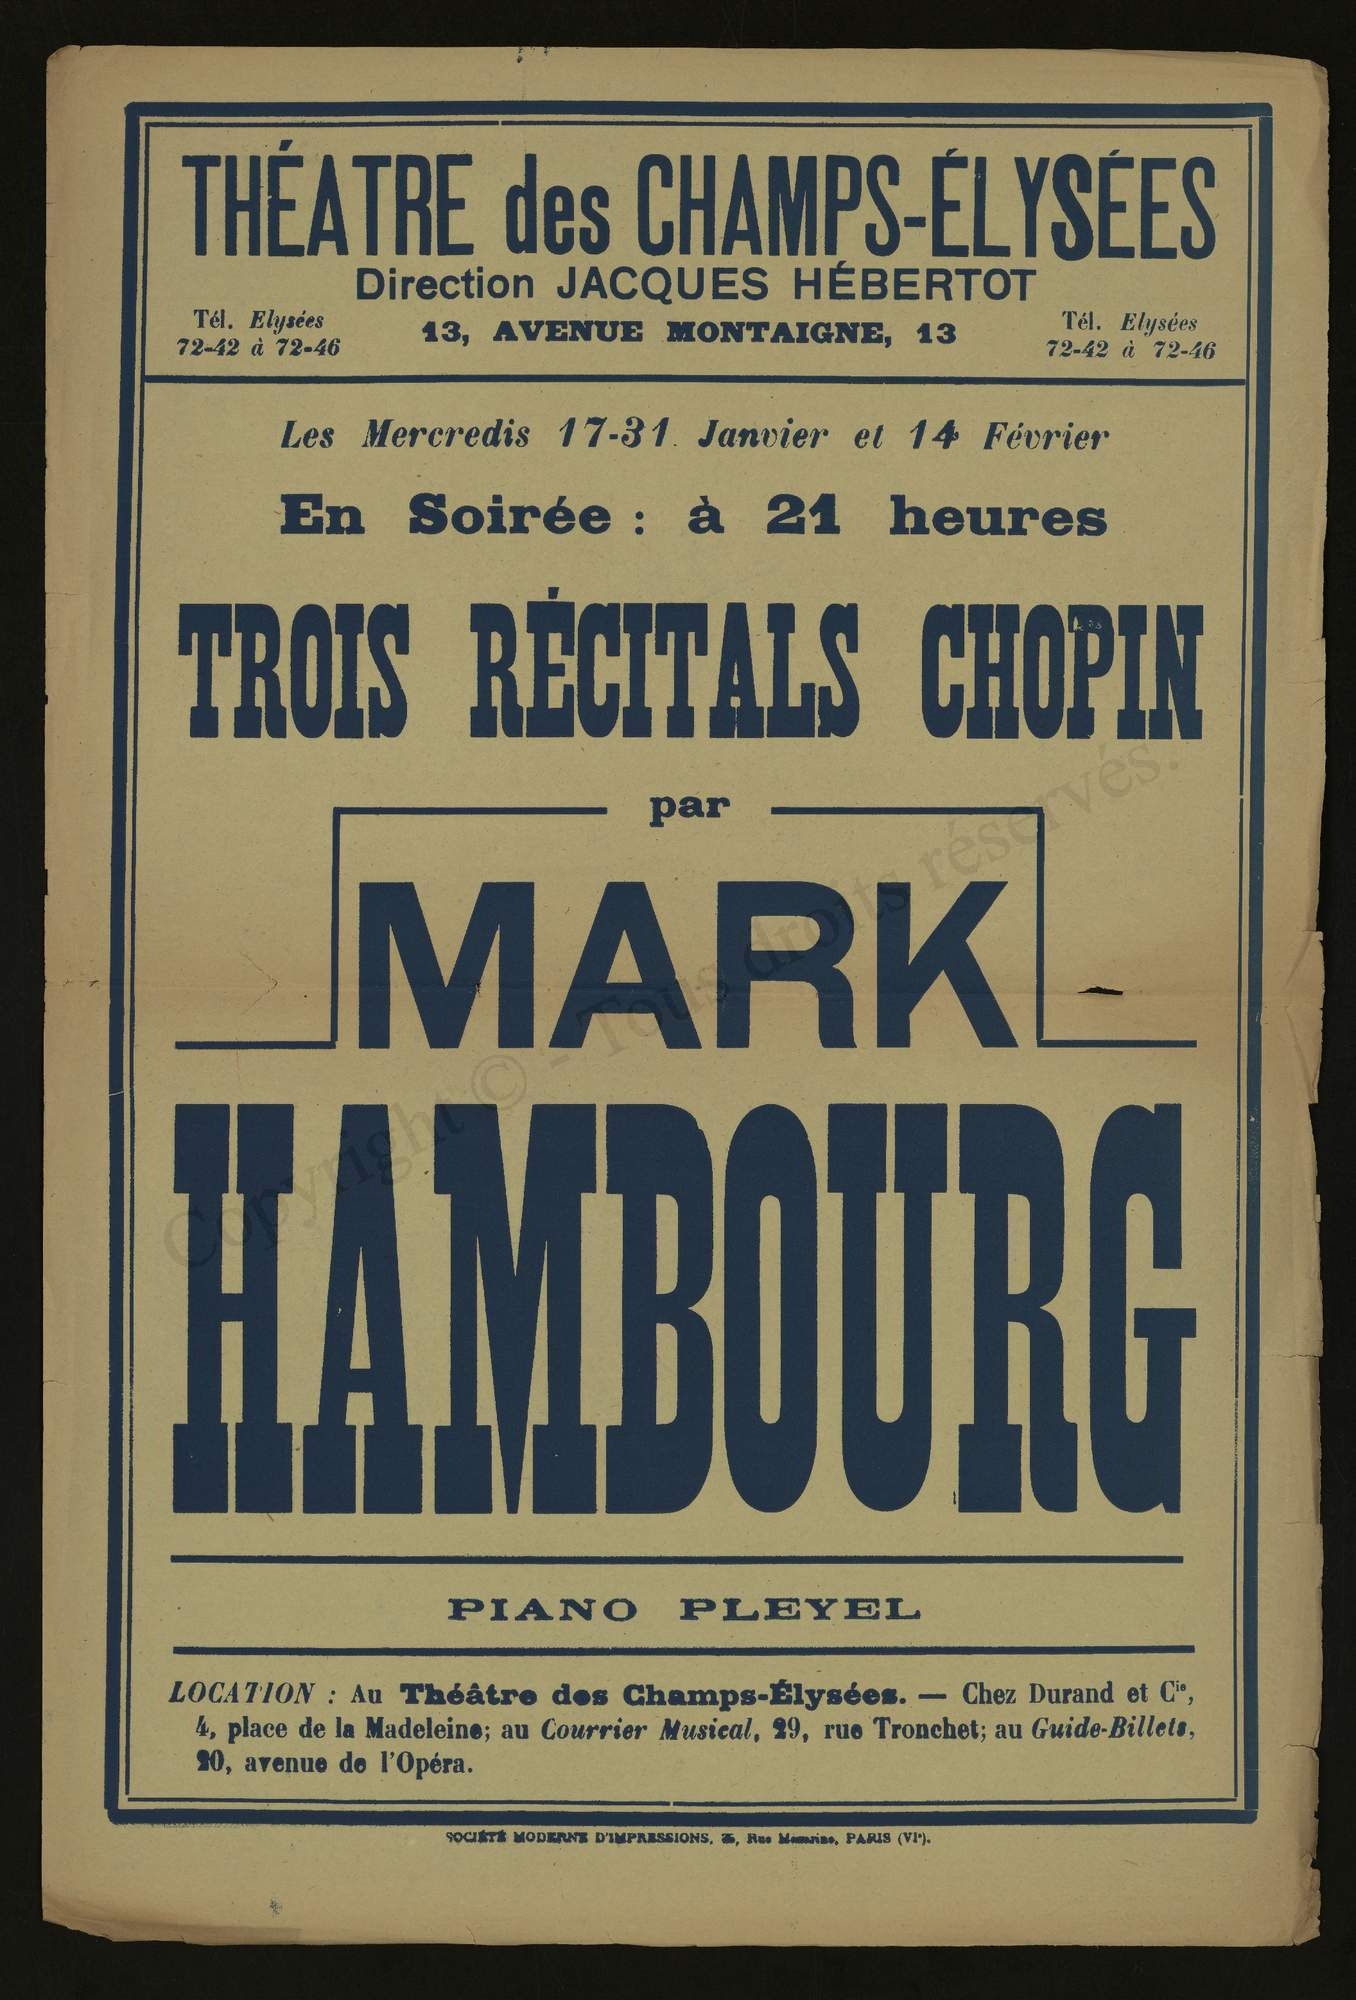 THÉATRE des CHAMPS-ÉLYSÉES
Direction JACQUES HÉBERTOT
Tél. Elysées
72-42 à 72-46
13, AVENUE MONTAIGNE, 13
Tél. Elysées
72-42 à 72-46
Les Mercredis 17-31 Janvier et 14 Février
En Soirée : à 21 heures
TROIS RÉCITALS CHOPIN
par
MARK
HAMBOURG
PIANO PLEYEL
LOCATION : Au Théâtre des Champs-Élysées. — Chez Durand et Cie,
4, place de la Madeleine; au Courrier Musical, 29, rue Tronchet; au Guide-Billets,
20, avenue de l'Opéra.
SOCIÉTÉ MODERNE D'IMPRESSIONS, Rue Mazarine, PARIS (VIe).
Copyright © - Tous droits réservés.